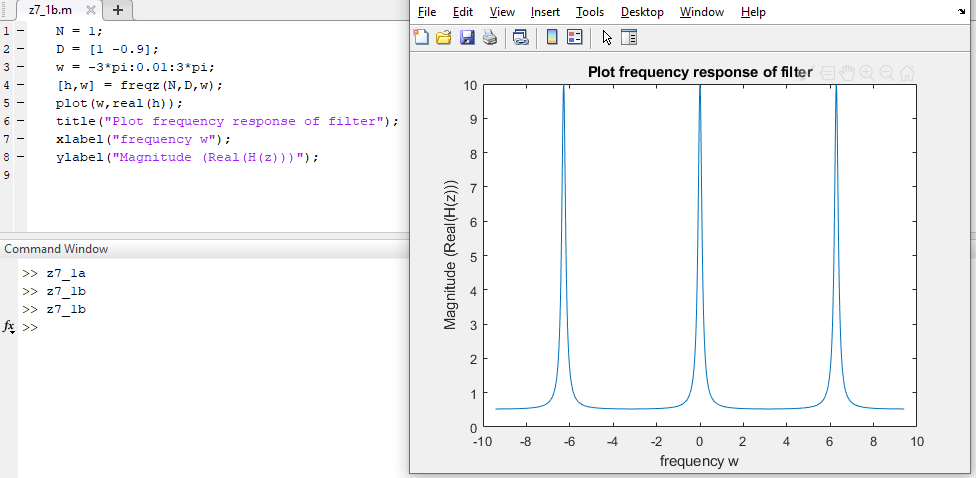 z7_1b.m × +
1 – N = 1;
2 – D = [1 -0.9];
3 – w = -3*pi:0.01:3*pi;
4 – [h,w] = freqz(N,D,w);
5 – plot(w,real(h));
6 – title("Plot frequency response of filter");
7 – xlabel("frequency w");
8 – ylabel("Magnitude (Real(H(z)))");
9
Command Window
>> z7_1a
>> z7_1b
>> z7_1b
fx >>
File Edit View Insert Tools Desktop Window Help
Plot frequency response of filter
10
9
8
7
6
5
4
3
2
1
0
Magnitude (Real(H(z)))
-10 -8 -6 -4 -2 0 2 4 6 8 10
frequency w